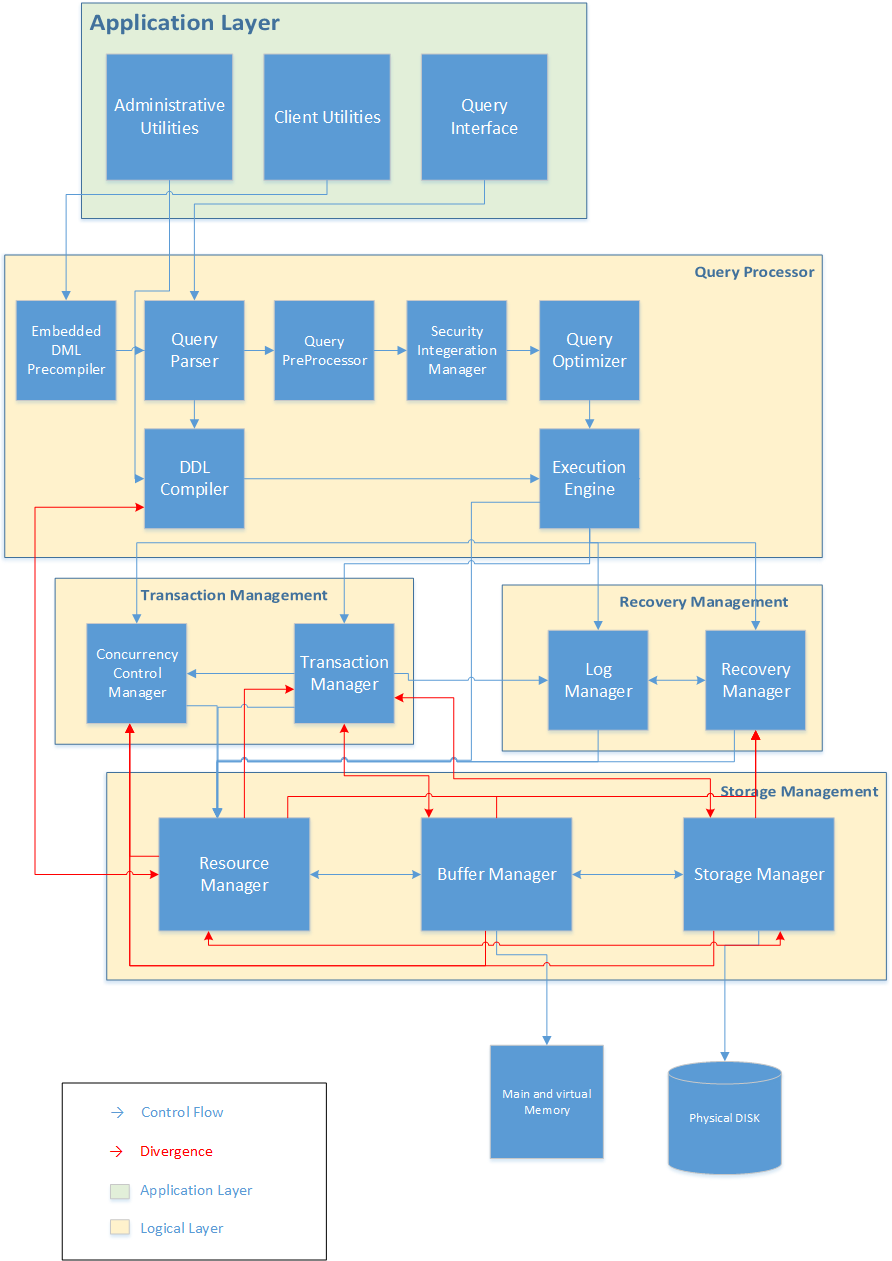 Application Layer
Administrative
Utilities
Client Utilities
Query
Interface
Query Processor
Embedded
DML
Precompiler
Query
Parser
Query
PreProcessor
Security
Integeration
Manager
Query
Optimizer
DDL
Compiler
Execution
Engine
Transaction Management
Recovery Management
Concurrency
Control
Manager
Transaction
Manager
Log
Manager
Recovery
Manager
Storage Management
Resource
Manager
Buffer Manager
Storage Manager
Main and virtual
Memory
Physical DISK
Control Flow
Divergence
Application Layer
Logical Layer